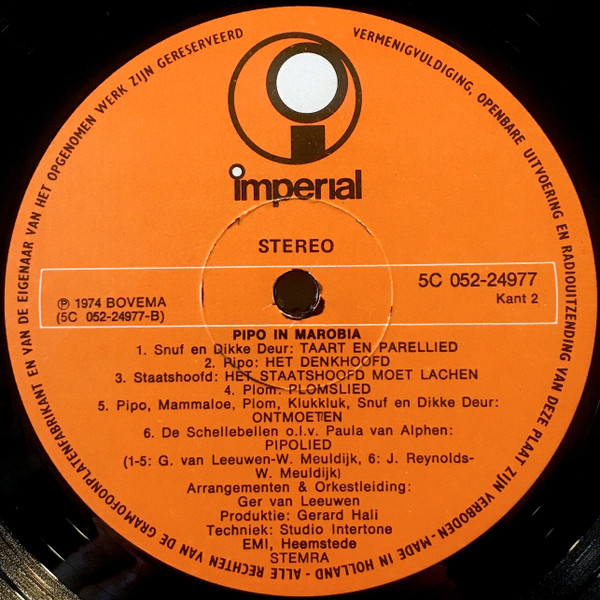 ALLE RECHTEN VAN DE GRAMOFOONPLATENFABRIKANT EN VAN DE EIGENAAR VAN HET OPGENOMEN WERK ZIJN GERESERVEERD
VERMENIGVULDIGING, OPENBARE UITVOERING EN RADIOUITZENDING VAN DEZE PLAAT ZIJN VERBODEN - MADE IN HOLLAND -
imperial
STEREO
5C 052-24977
Kant 2
℗ 1974 BOVEMA
(5C 052-24977-B)
PIPO IN MAROBIA
1. Snuf en Dikke Deur: TAART EN PARELLIED
2. Pipo: HET DENKHOOFD
3. Staatshoofd: HET STAATSHOOFD MOET LACHEN
4. Plom: PLOMSLIED
5. Pipo, Mammaloe, Plom, Klukkluk, Snuf en Dikke Deur:
ONTMOETEN
6. De Schellebellen o.l.v. Paula van Alphen:
PIPOLIED
(1-5: G. van Leeuwen-W. Meuldijk, 6: J. Reynolds-
W. Meuldijk)
Arrangementen & Orkestleiding:
Ger van Leeuwen
Produktie: Gerard Hali
Techniek: Studio Intertone
EMI, Heemstede
STEMRA